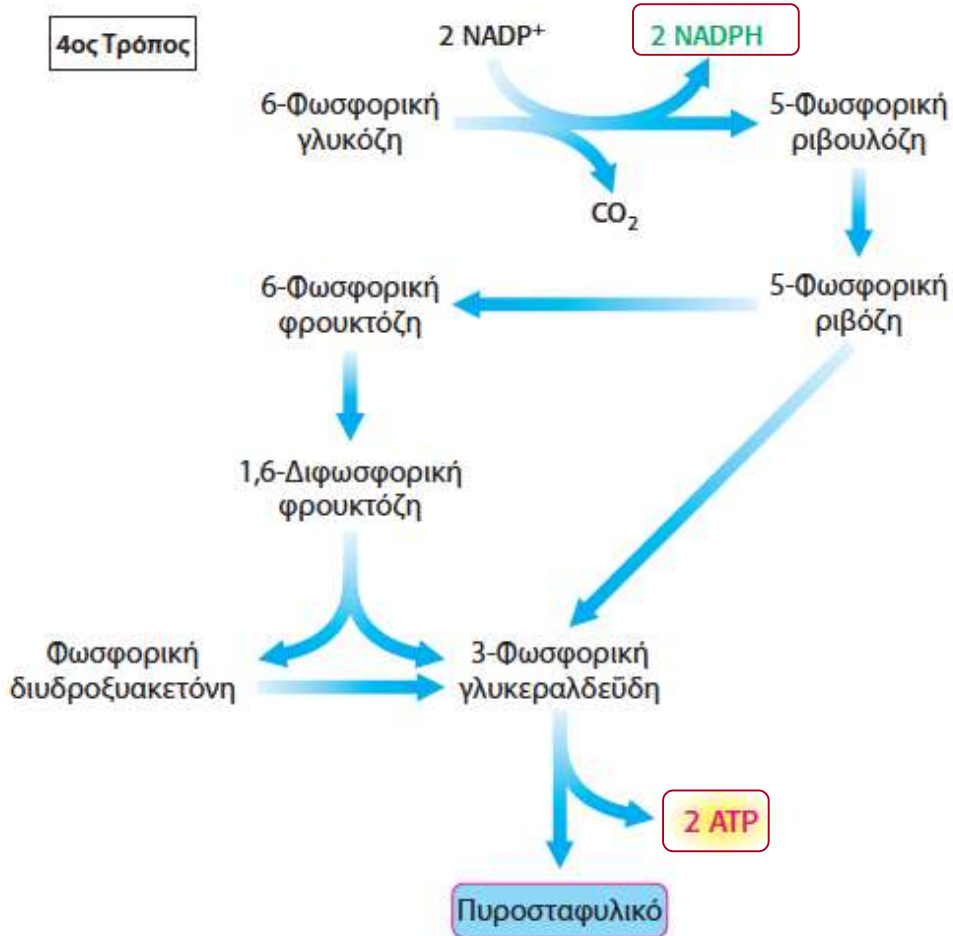 4ος Τρόπος
2 NADP⁺
2 NADPH
6-Φωσφορική
γλυκόζη
5-Φωσφορική
ριβουλόζη
CO₂
6-Φωσφορική
φρουκτόζη
5-Φωσφορική
ριβόζη
1,6-Διφωσφορική
φρουκτόζη
Φωσφορική
διυδροξυακετόνη
3-Φωσφορική
γλυκεραλδεΰδη
2 ATP
Πυροσταφυλικό